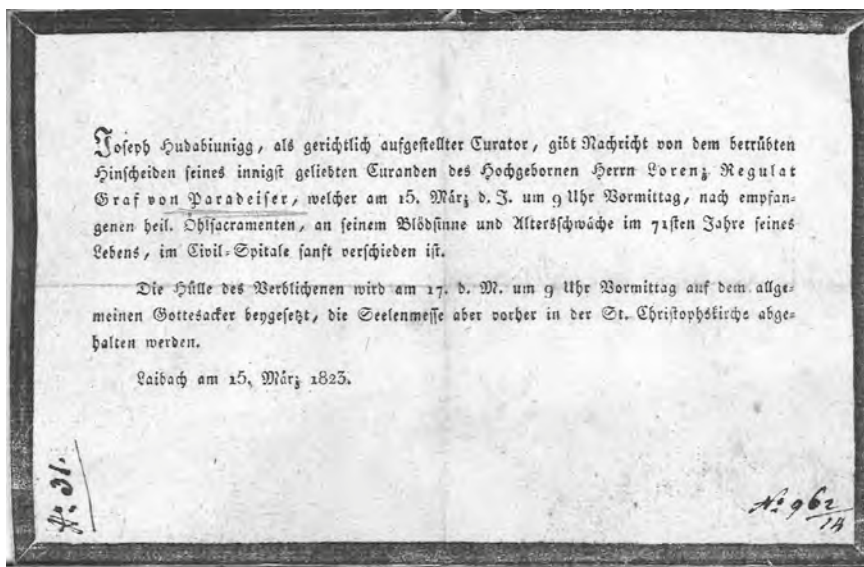 Joseph Hudabiunigg, als gerichtlich aufgestellter Curator, gibt Nachricht von dem betrübten
Hinscheiden seines innigst geliebten Curanden des Hochgebornen Herrn Lorenz Regulat
Graf von Paradeiser, welcher am 15. März d. J. um 9 Uhr Vormittag, nach empfan=
genen heil. Öhlsacramenten, an seinem Blödsinne und Altersschwäche im 71sten Jahre seines
Lebens, im Civil=Spitale sanft verschieden ist.
Die Hülle des Verblichenen wird am 17. d. M. um 9 Uhr Vormittag auf dem allge=
meinen Gottesacker beygesetzt, die Seelenmesse aber vorher in der St. Christophskirche abge=
halten werden.
Laibach am 15. März 1823.
No. 31.
No 962/14